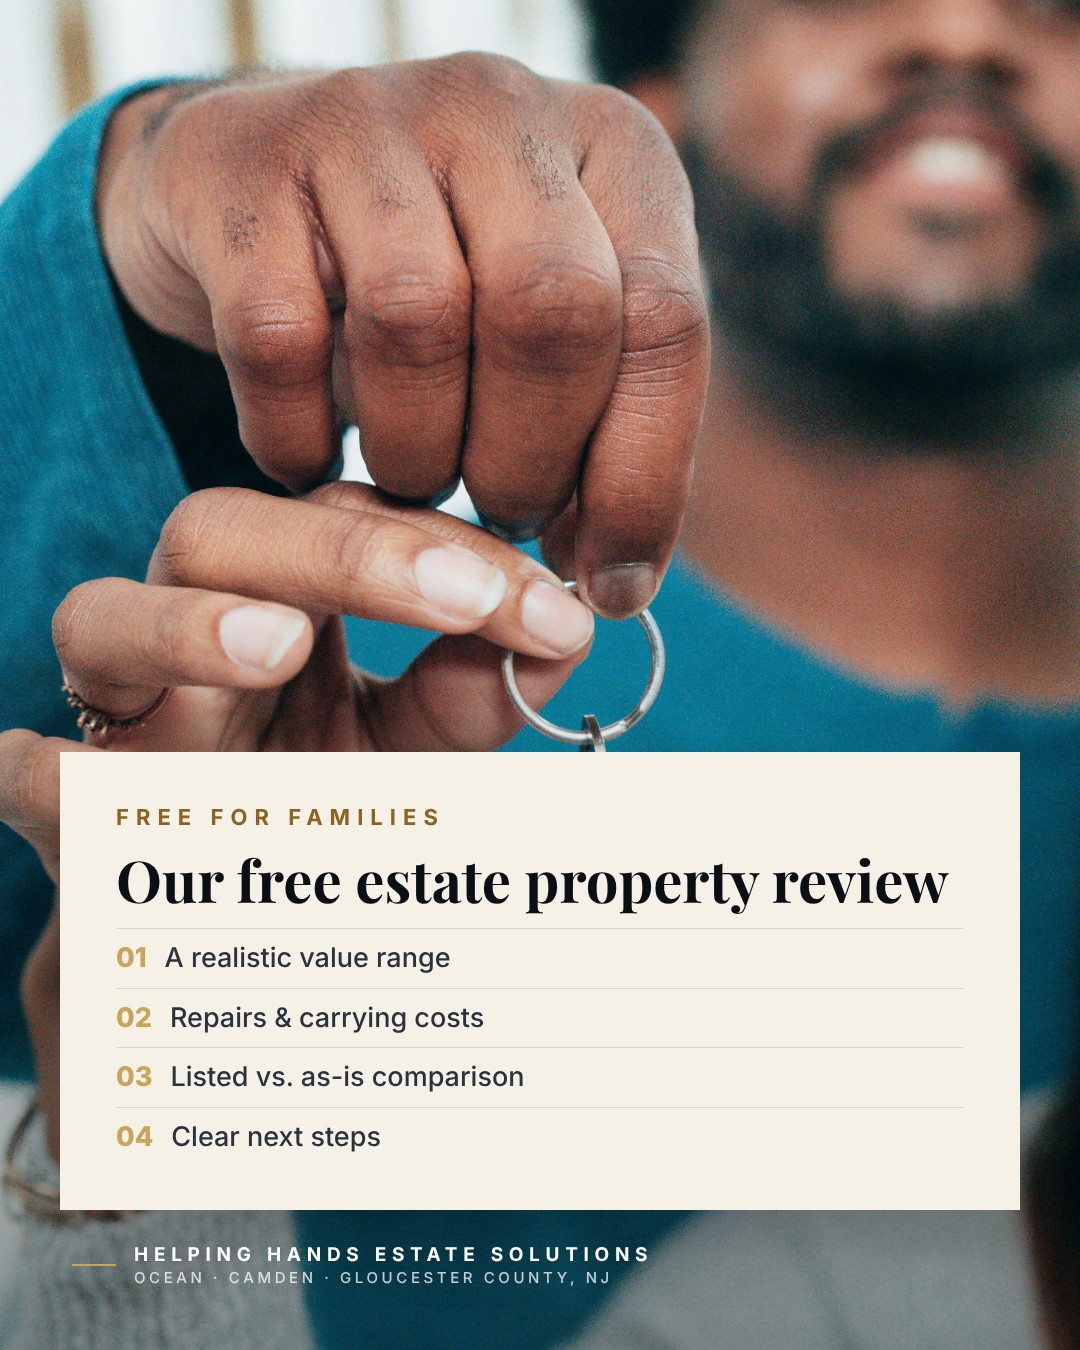 FREE FOR FAMILIES
Our free estate property review
01 A realistic value range
02 Repairs & carrying costs
03 Listed vs. as-is comparison
04 Clear next steps
HELPING HANDS ESTATE SOLUTIONS
OCEAN · CAMDEN · GLOUCESTER COUNTY, NJ